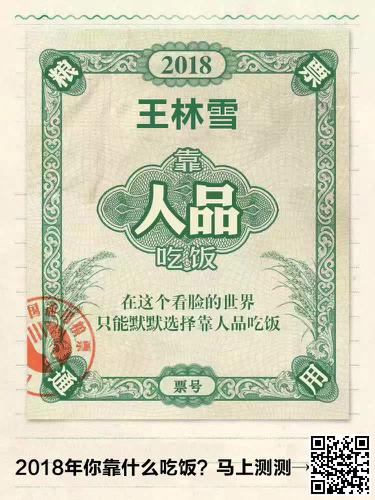 粮 2018 票
王林雪
靠
人品
吃饭
在这个看脸的世界
只能默默选择靠人品吃饭
通 票号 用
2018年你靠什么吃饭?马上测测→